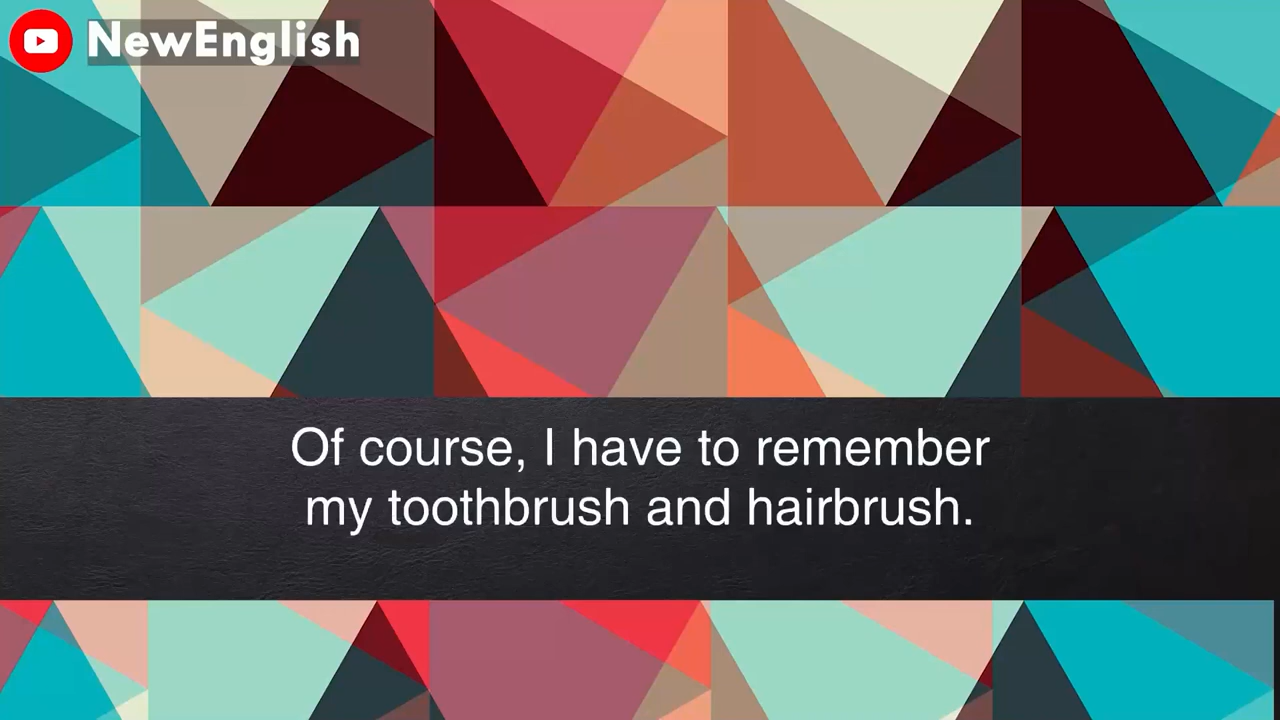 NewEnglish
Of course, I have to remember
my toothbrush and hairbrush.